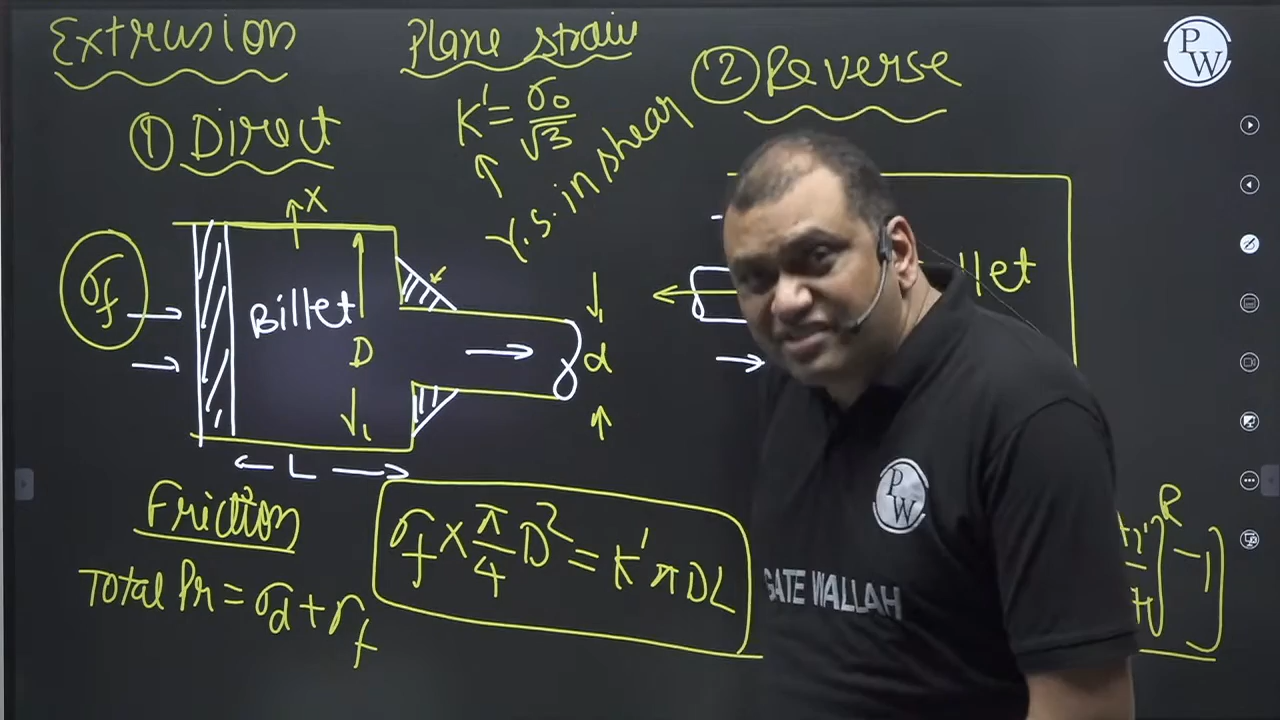 Extrusion
Plane strain
② Reverse
① Direct
K' = σ₀/√3
Y.S. in shear
x
σf
Billet
D
d
L
llet
Friction
Total Pr = σd + σf
σf × π/4 D² = K' π D L
R
-1]
P
W
P
W
GATE WALLAH